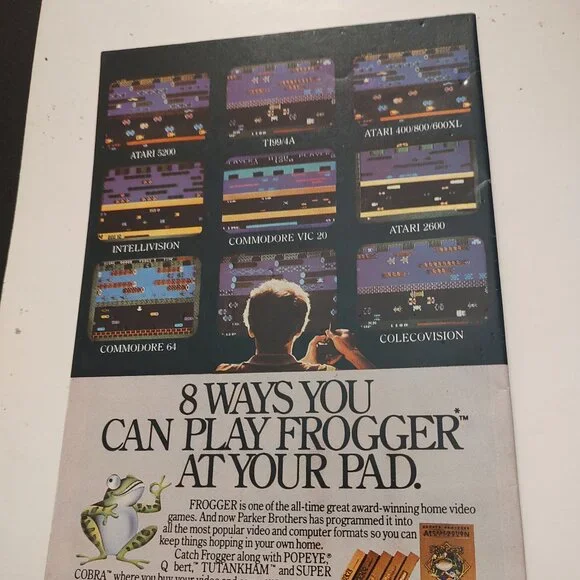 ATARI 5200
TI99/4A
ATARI 400/800/600XL
INTELLIVISION
COMMODORE VIC 20
ATARI 2600
COMMODORE 64
COLECOVISION
8 WAYS YOU
CAN PLAY FROGGER*™
AT YOUR PAD.
FROGGER is one of the all-time great award-winning home video
games. And now Parker Brothers has programmed it into
all the most popular video and computer formats so you can
keep things hopping in your own home.
Catch Frogger along with POPEYE,®
Q bert,™ TUTANKHAM™ and SUPER
COBRA™ where you buy your video